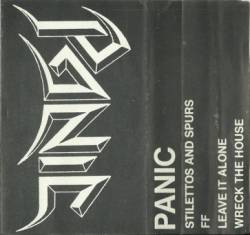 PANIC
PANIC
STILETTOS AND SPURS
FF
LEAVE IT ALONE
WRECK THE HOUSE